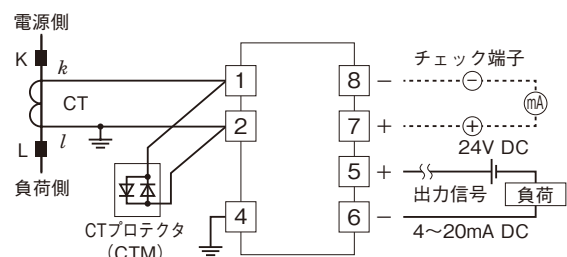 電源側
K
k
CT
L
l
負荷側
CTプロテクタ
(CTM)
1
2
4
8
7
5
6
− チェック端子
−
mA
+
+
24V DC
+
出力信号
負荷
−
4～20mA DC